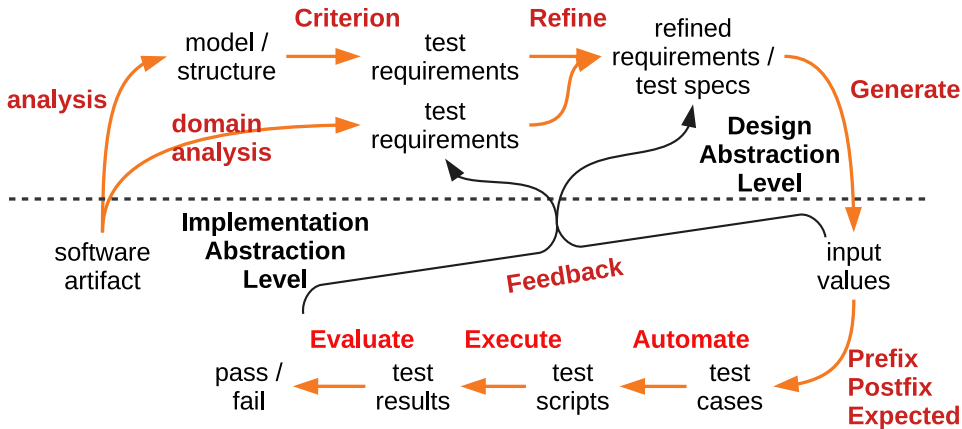 Criterion
Refine
model /
structure
test
requirements
refined
requirements /
test specs
analysis
Generate
domain
analysis
test
requirements
Design
Abstraction
Level
Implementation
Abstraction
Level
software
artifact
Feedback
input
values
Evaluate
Execute
Automate
Prefix
Postfix
Expected
pass /
fail
test
results
test
scripts
test
cases